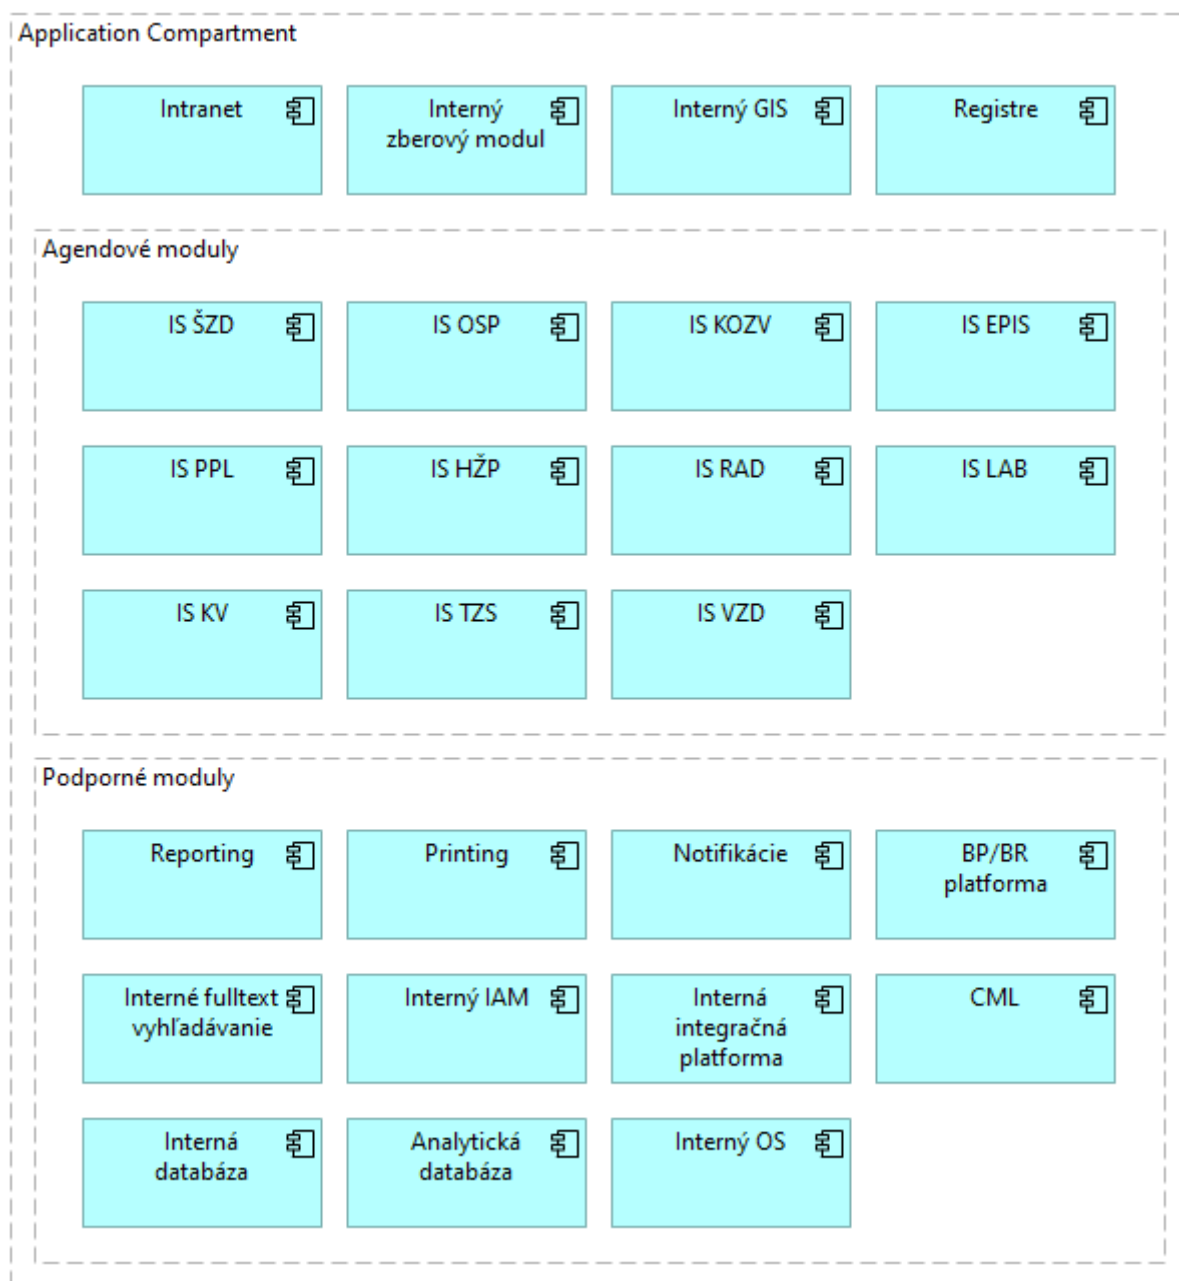 Application Compartment
Intranet
Interný
zberový modul
Interný GIS
Registre
Agendové moduly
IS ŠZD
IS OSP
IS KOZV
IS EPIS
IS PPL
IS HŽP
IS RAD
IS LAB
IS KV
IS TZS
IS VZD
Podporné moduly
Reporting
Printing
Notifikácie
BP/BR
platforma
Interné fulltext
vyhľadávanie
Interný IAM
Interná
integračná
platforma
CML
Interná
databáza
Analytická
databáza
Interný OS